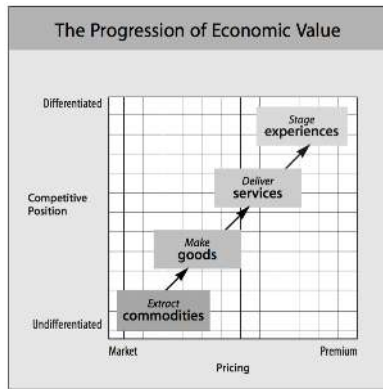 The Progression of Economic Value
Differentiated
Stage
experiences
Deliver
services
Competitive
Position
Make
goods
Extract
commodities
Undifferentiated
Market
Premium
Pricing